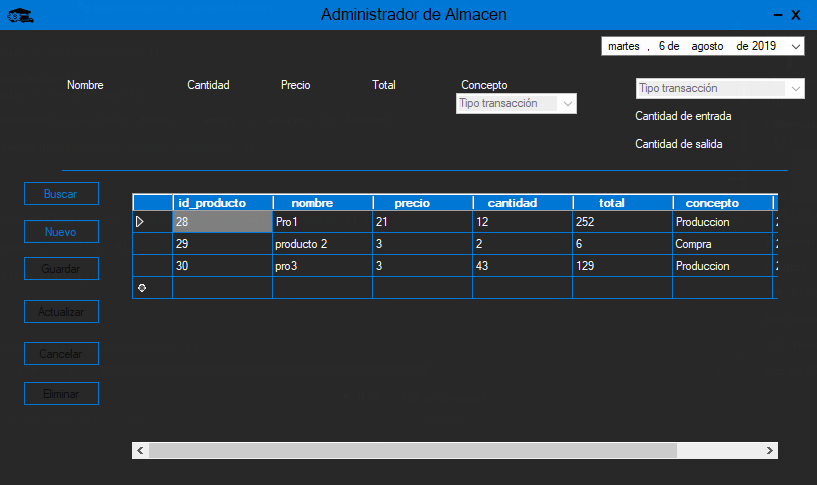 Administrador de Almacen
martes , 6 de agosto de 2019
Nombre Cantidad Precio Total Concepto
Tipo transacción Tipo transacción
Cantidad de entrada
Cantidad de salida
Buscar
Nuevo
Guardar
Actualizar
Cancelar
Eliminar
id_producto nombre precio cantidad total concepto
28 Pro1 21 12 252 Produccion
29 producto 2 3 2 6 Compra
30 pro3 3 43 129 Produccion